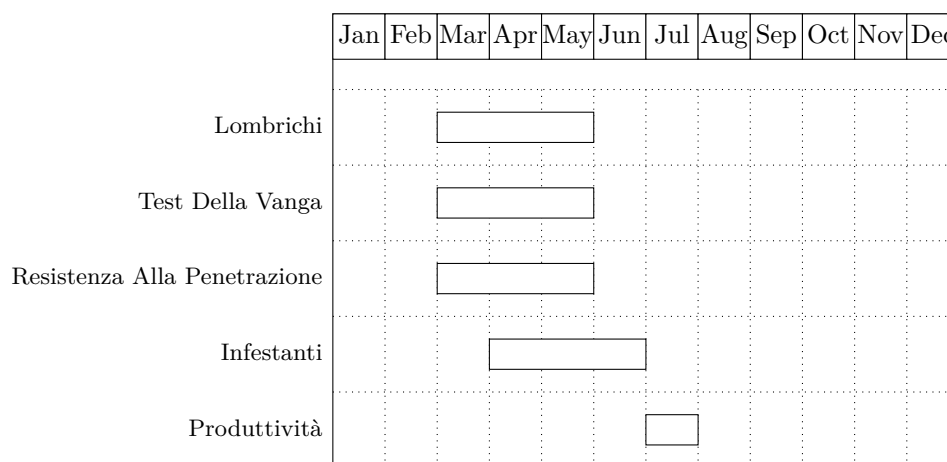 Jan Feb Mar Apr May Jun Jul Aug Sep Oct Nov Dec
Lombrichi
Test Della Vanga
Resistenza Alla Penetrazione
Infestanti
Produttività